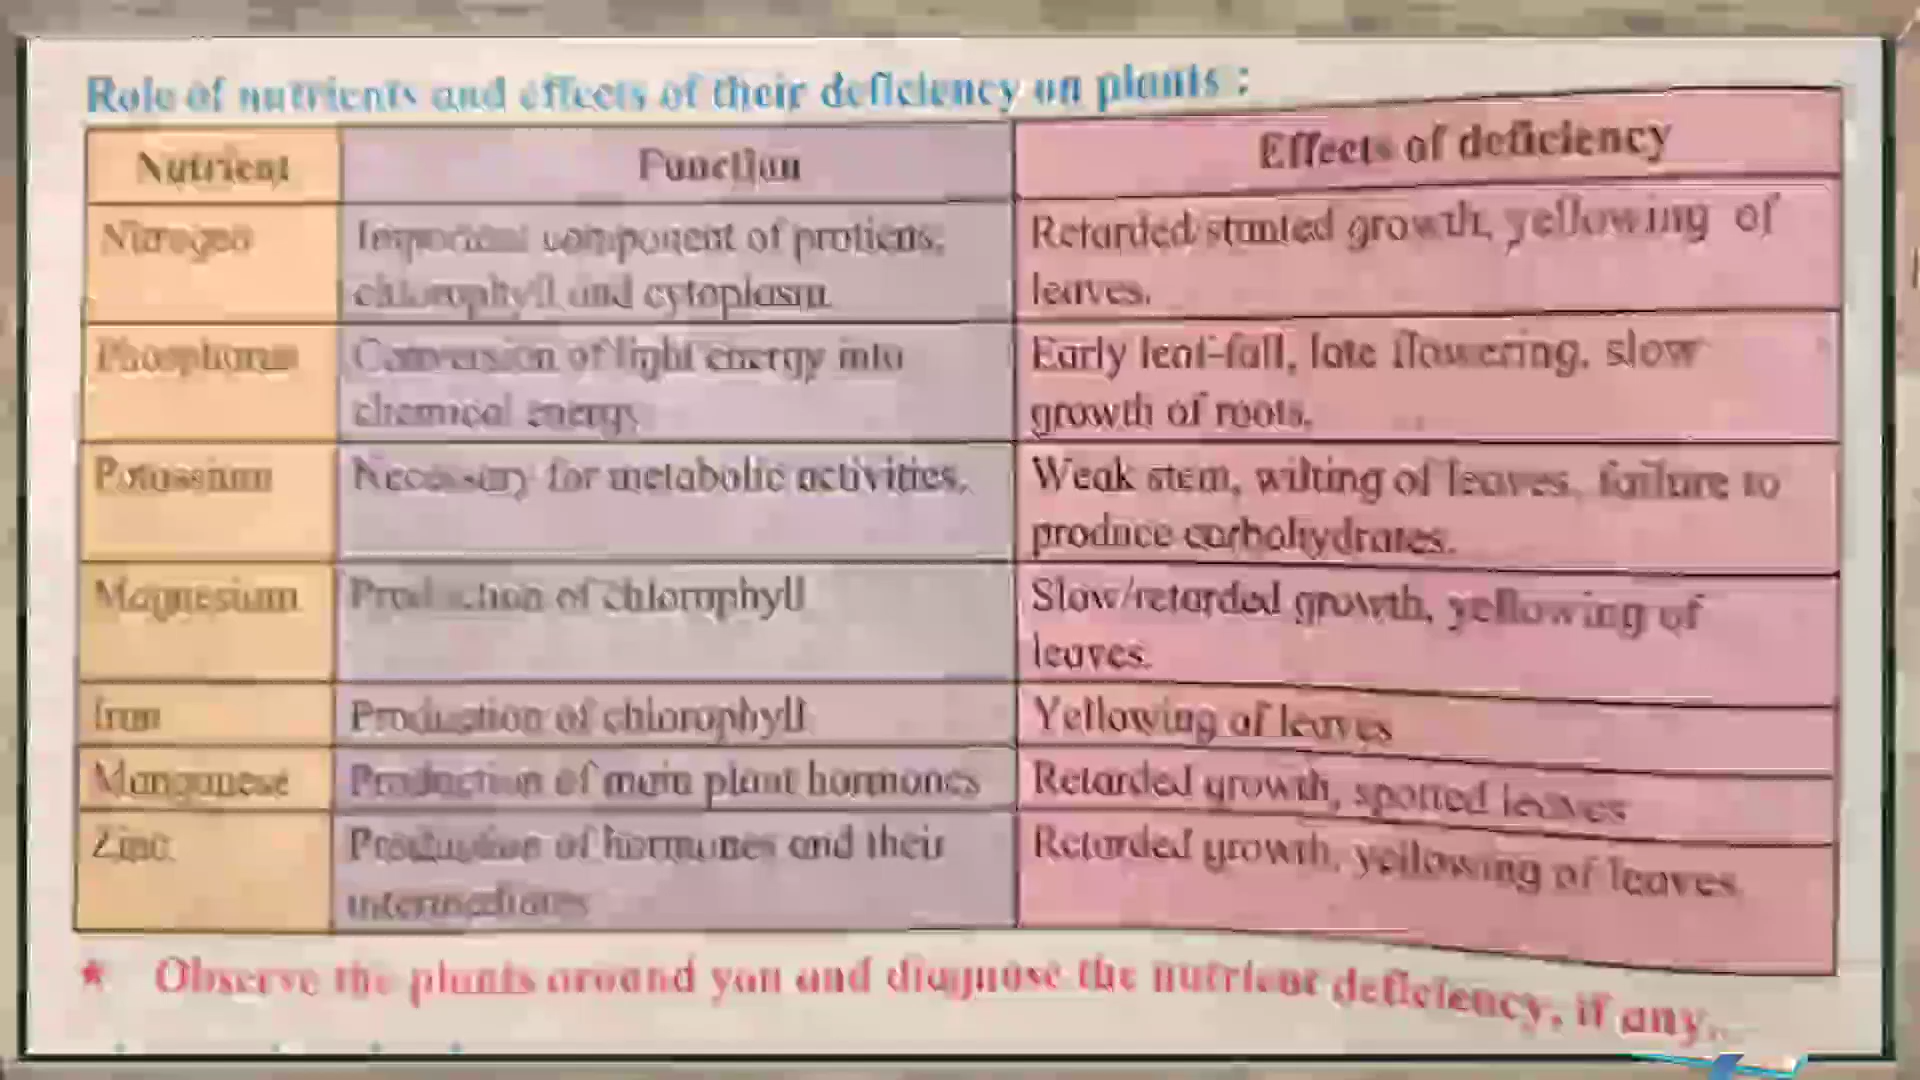 Role of nutrients and effects of their deficiency on plants :
Nutrient Function Effects of deficiency
Nitrogen Important component of protiens, Retarded/stunted growth, yellowing of
chlorophyll and cytoplasm leaves.
Phosphorus Conversion of light energy into Early leaf-fall, late flowering, slow
chemical energy growth of roots.
Potassium Necessary for metabolic activities. Weak stem, wilting of leaves, failure to
produce carbohydrates.
Magnesium Production of chlorophyll Slow/retarded growth, yellowing of
leaves.
Iron Production of chlorophyll Yellowing of leaves
Manganese Production of main plant hormones Retarded growth, spotted leaves
Zinc Production of hormones and their Retarded growth, yellowing of leaves
intermediates
★ Observe the plants around you and diagnose the nutrient deficiency, if any..